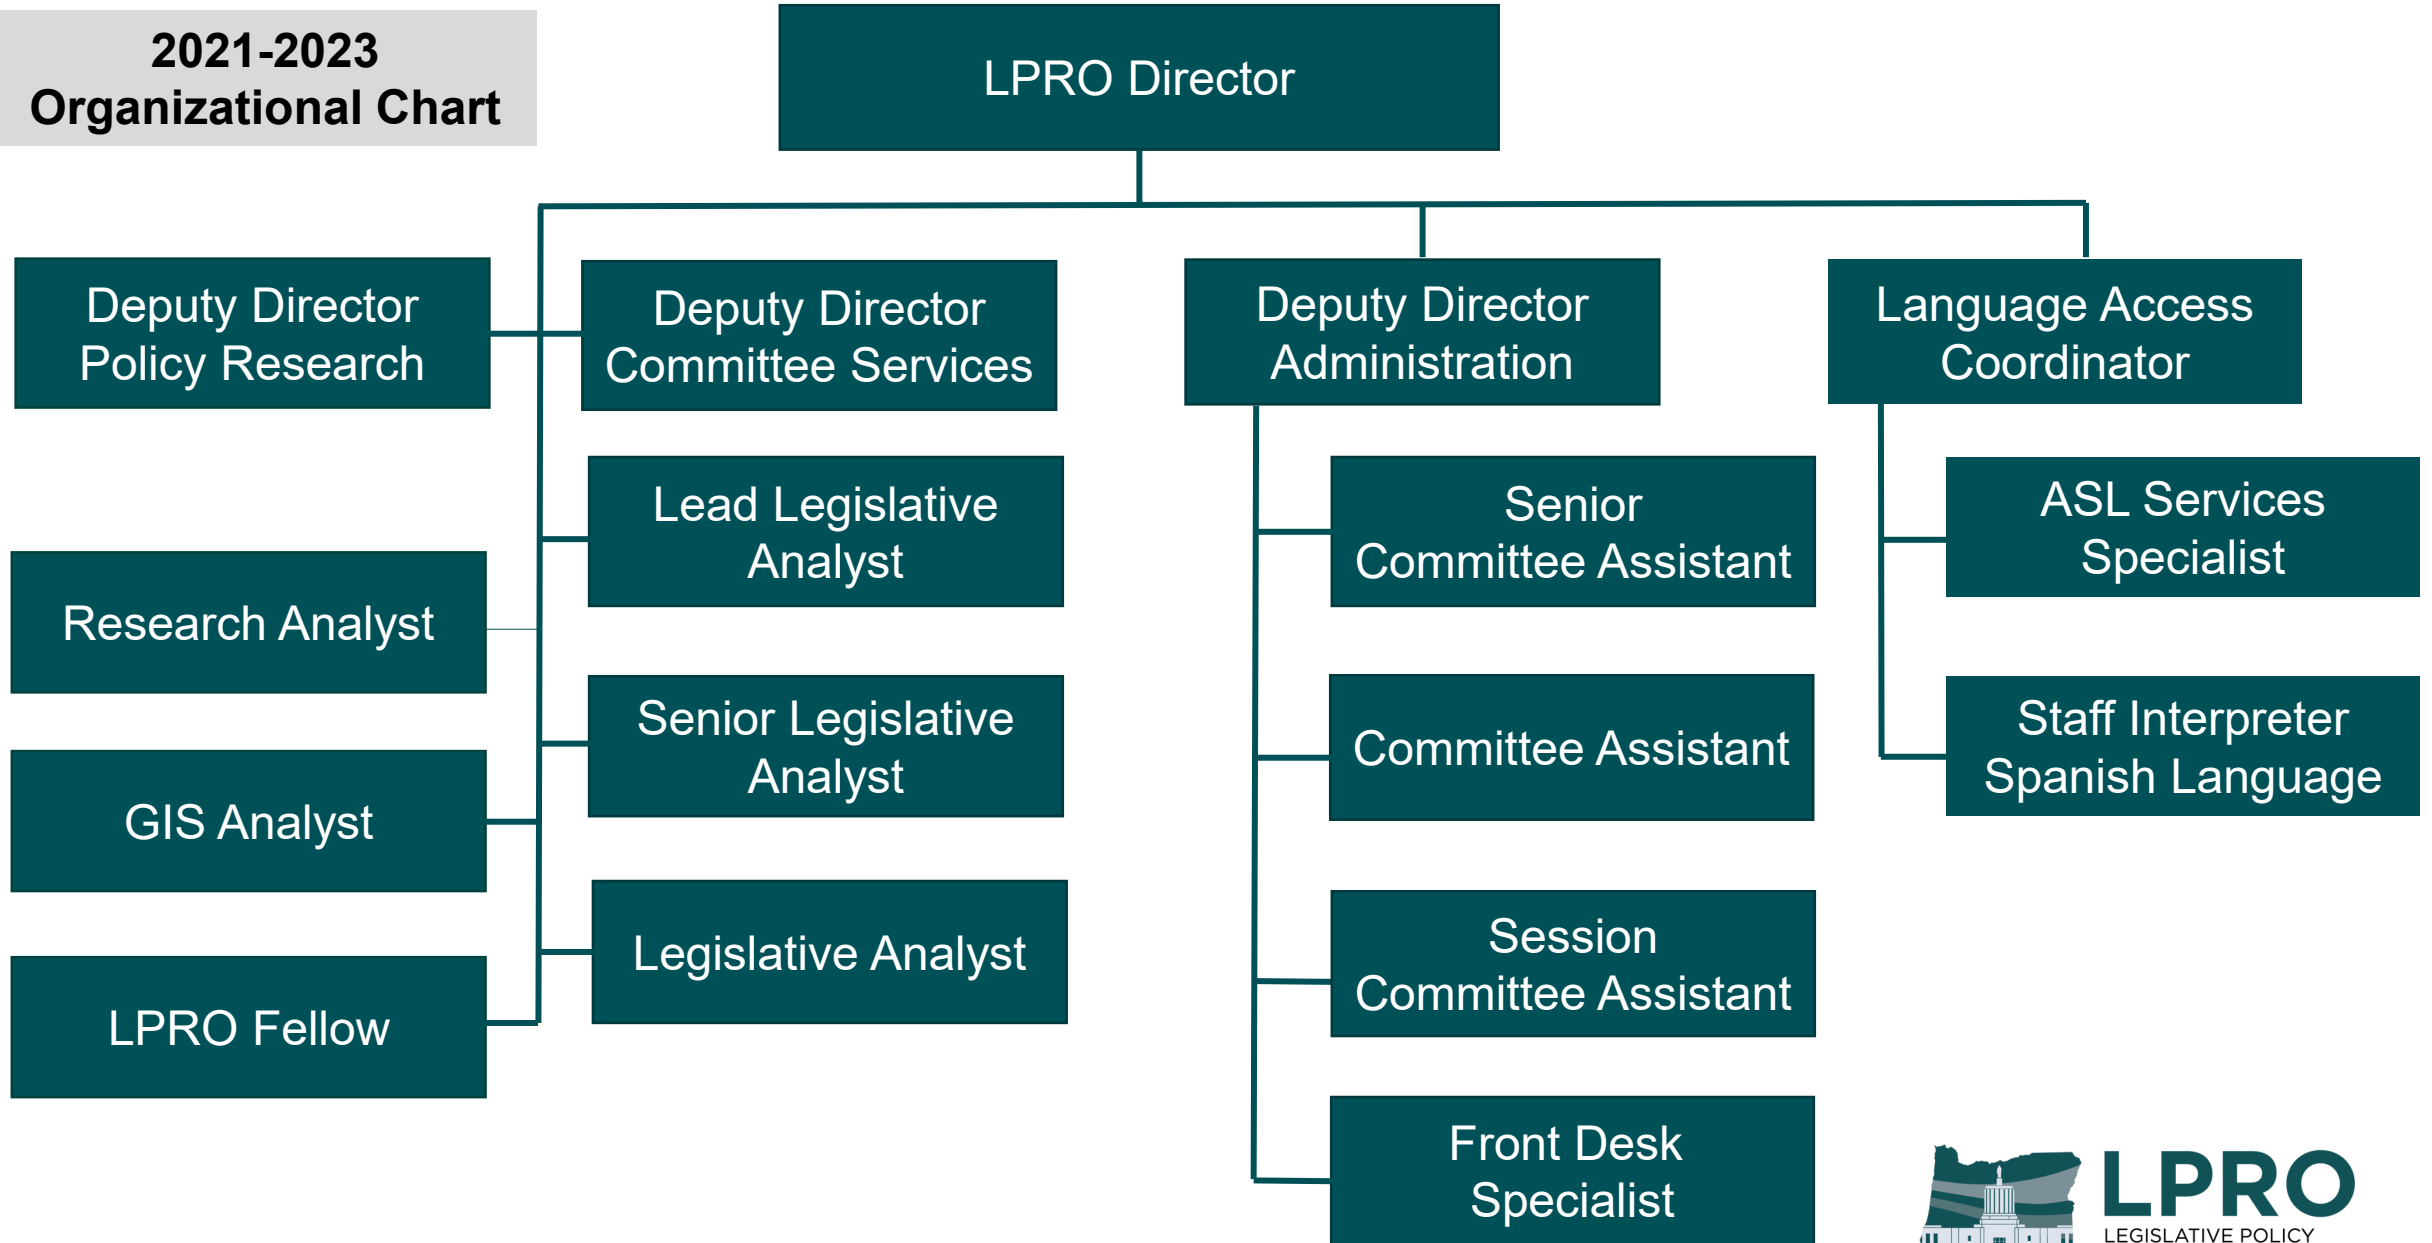 2021-2023
Organizational Chart
LPRO Director
Deputy Director
Policy Research
Deputy Director
Committee Services
Deputy Director
Administration
Language Access
Coordinator
Lead Legislative
Analyst
Senior
Committee Assistant
ASL Services
Specialist
Research Analyst
Senior Legislative
Analyst
Committee Assistant
Staff Interpreter
Spanish Language
GIS Analyst
Legislative Analyst
Session
Committee Assistant
LPRO Fellow
Front Desk
Specialist
LPRO
LEGISLATIVE POLICY